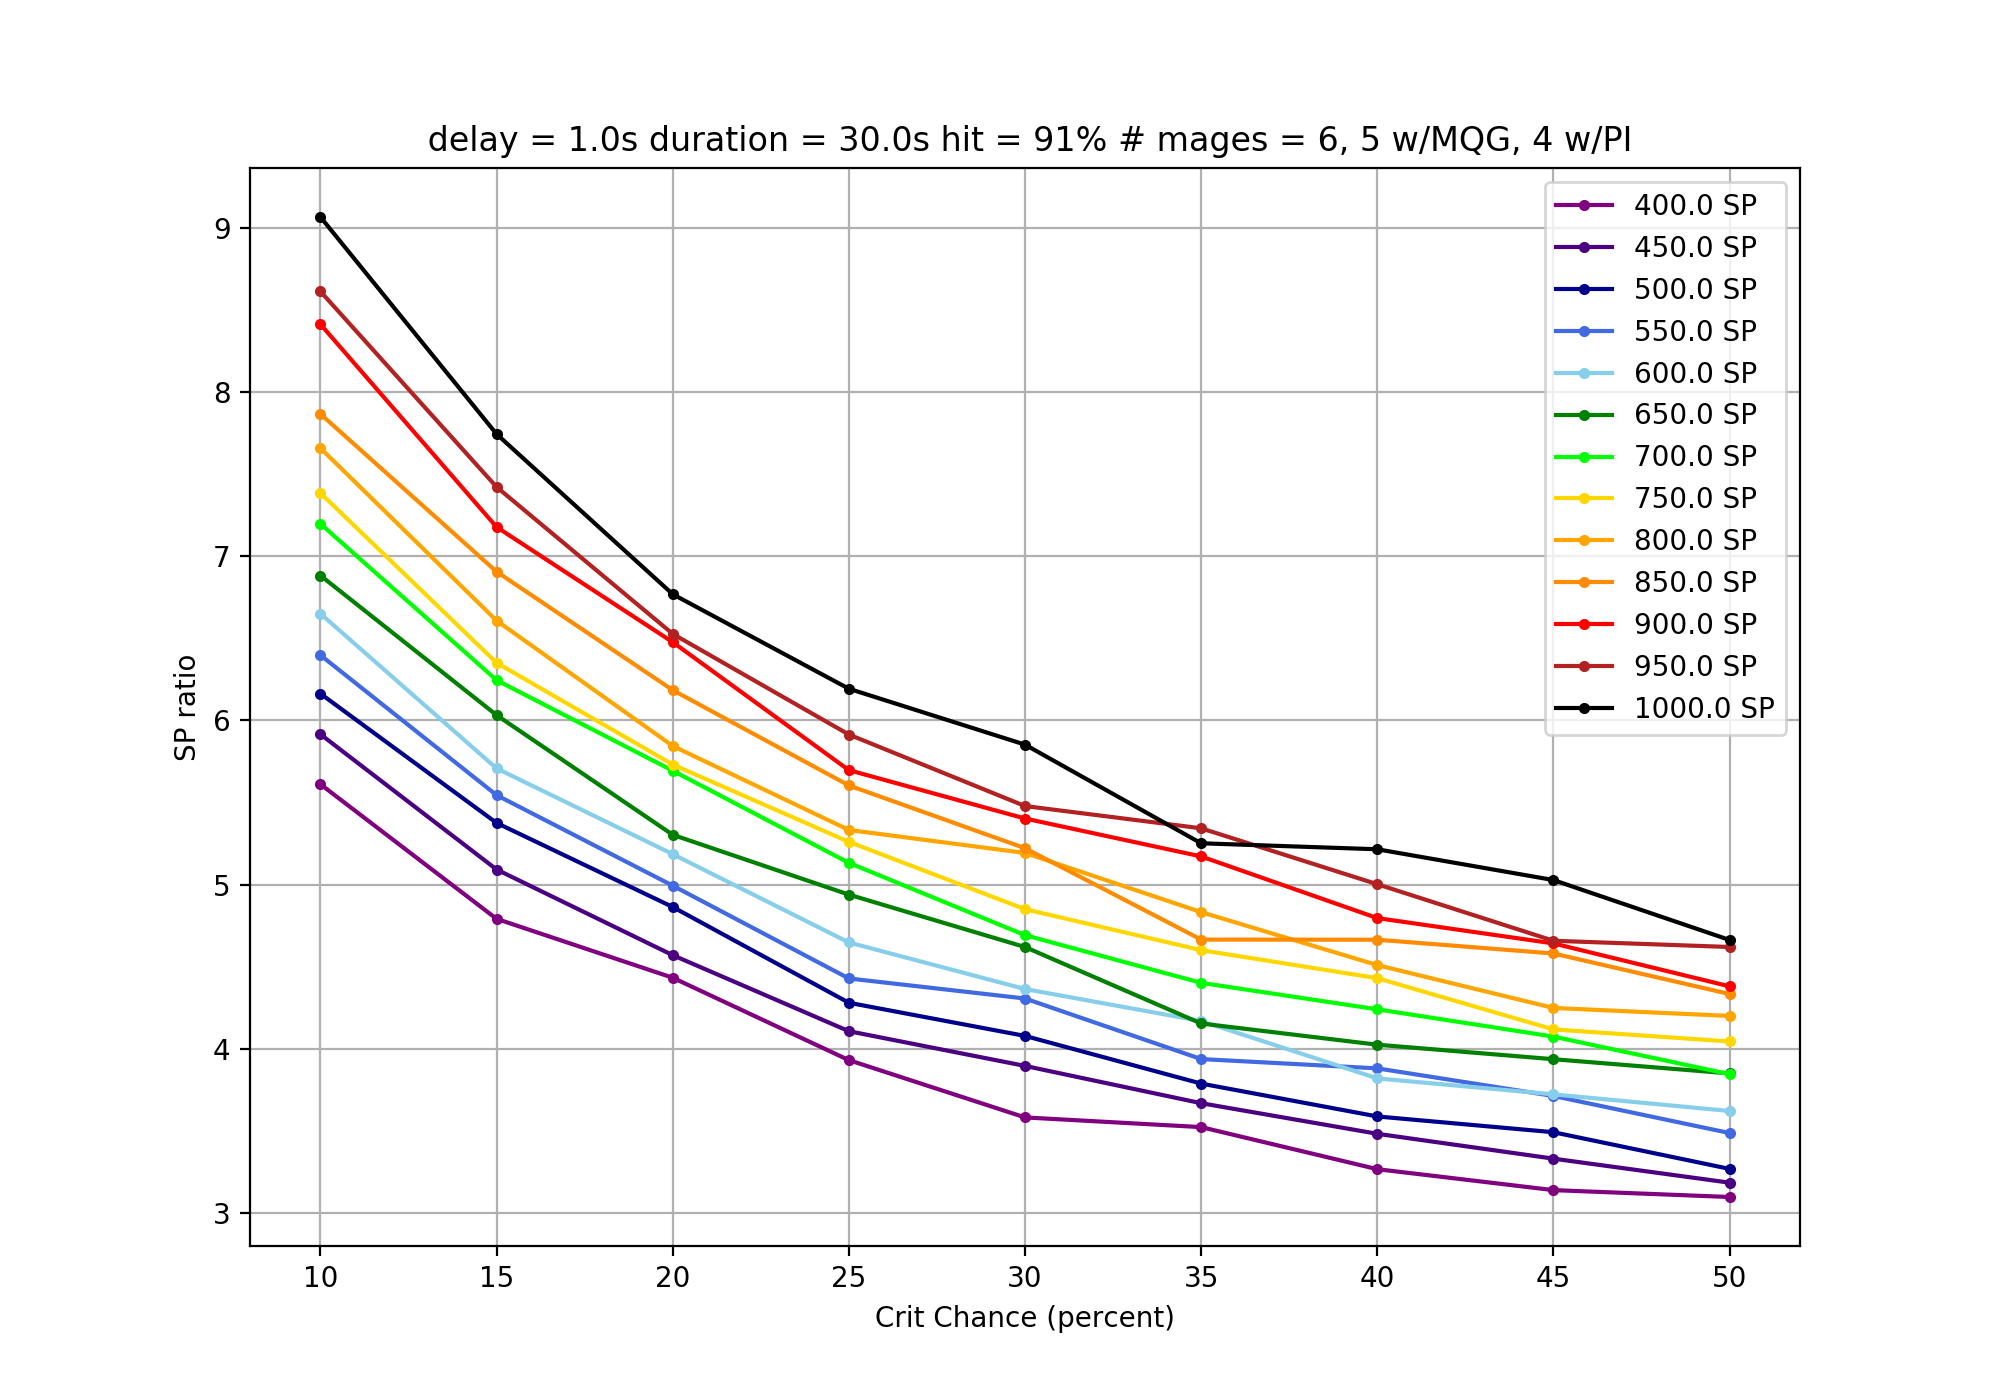 delay = 1.0s duration = 30.0s hit = 91% # mages = 6, 5 w/MQG, 4 w/PI
SP ratio
9
8
7
6
5
4
3
400.0 SP
450.0 SP
500.0 SP
550.0 SP
600.0 SP
650.0 SP
700.0 SP
750.0 SP
800.0 SP
850.0 SP
900.0 SP
950.0 SP
1000.0 SP
10 15 20 25 30 35 40 45 50
Crit Chance (percent)